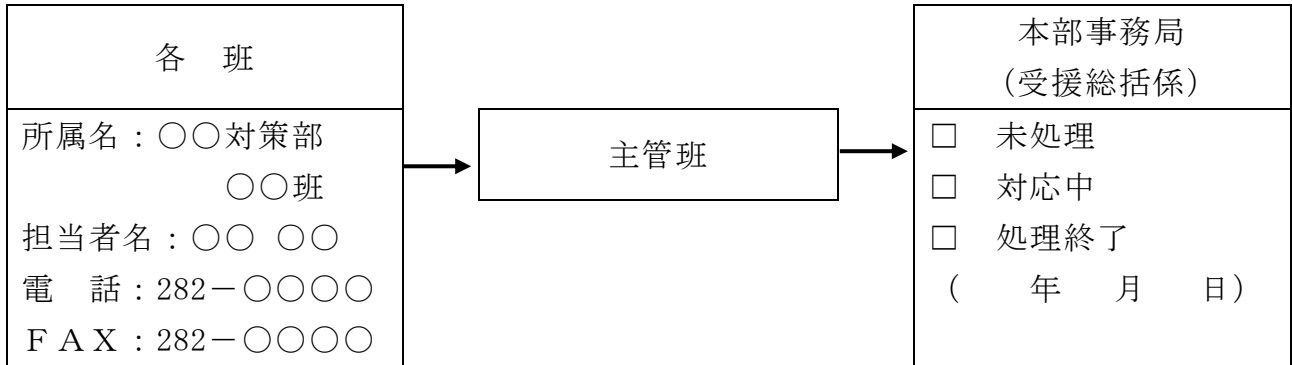 各　班
所属名：○○対策部
○○班
担当者名：○○ ○○
電　話：282－○○○○
ＦＡＸ：282－○○○○
主管班
本部事務局
（受援総括係）
□　未処理
□　対応中
□　処理終了
（　　年　月　　日）